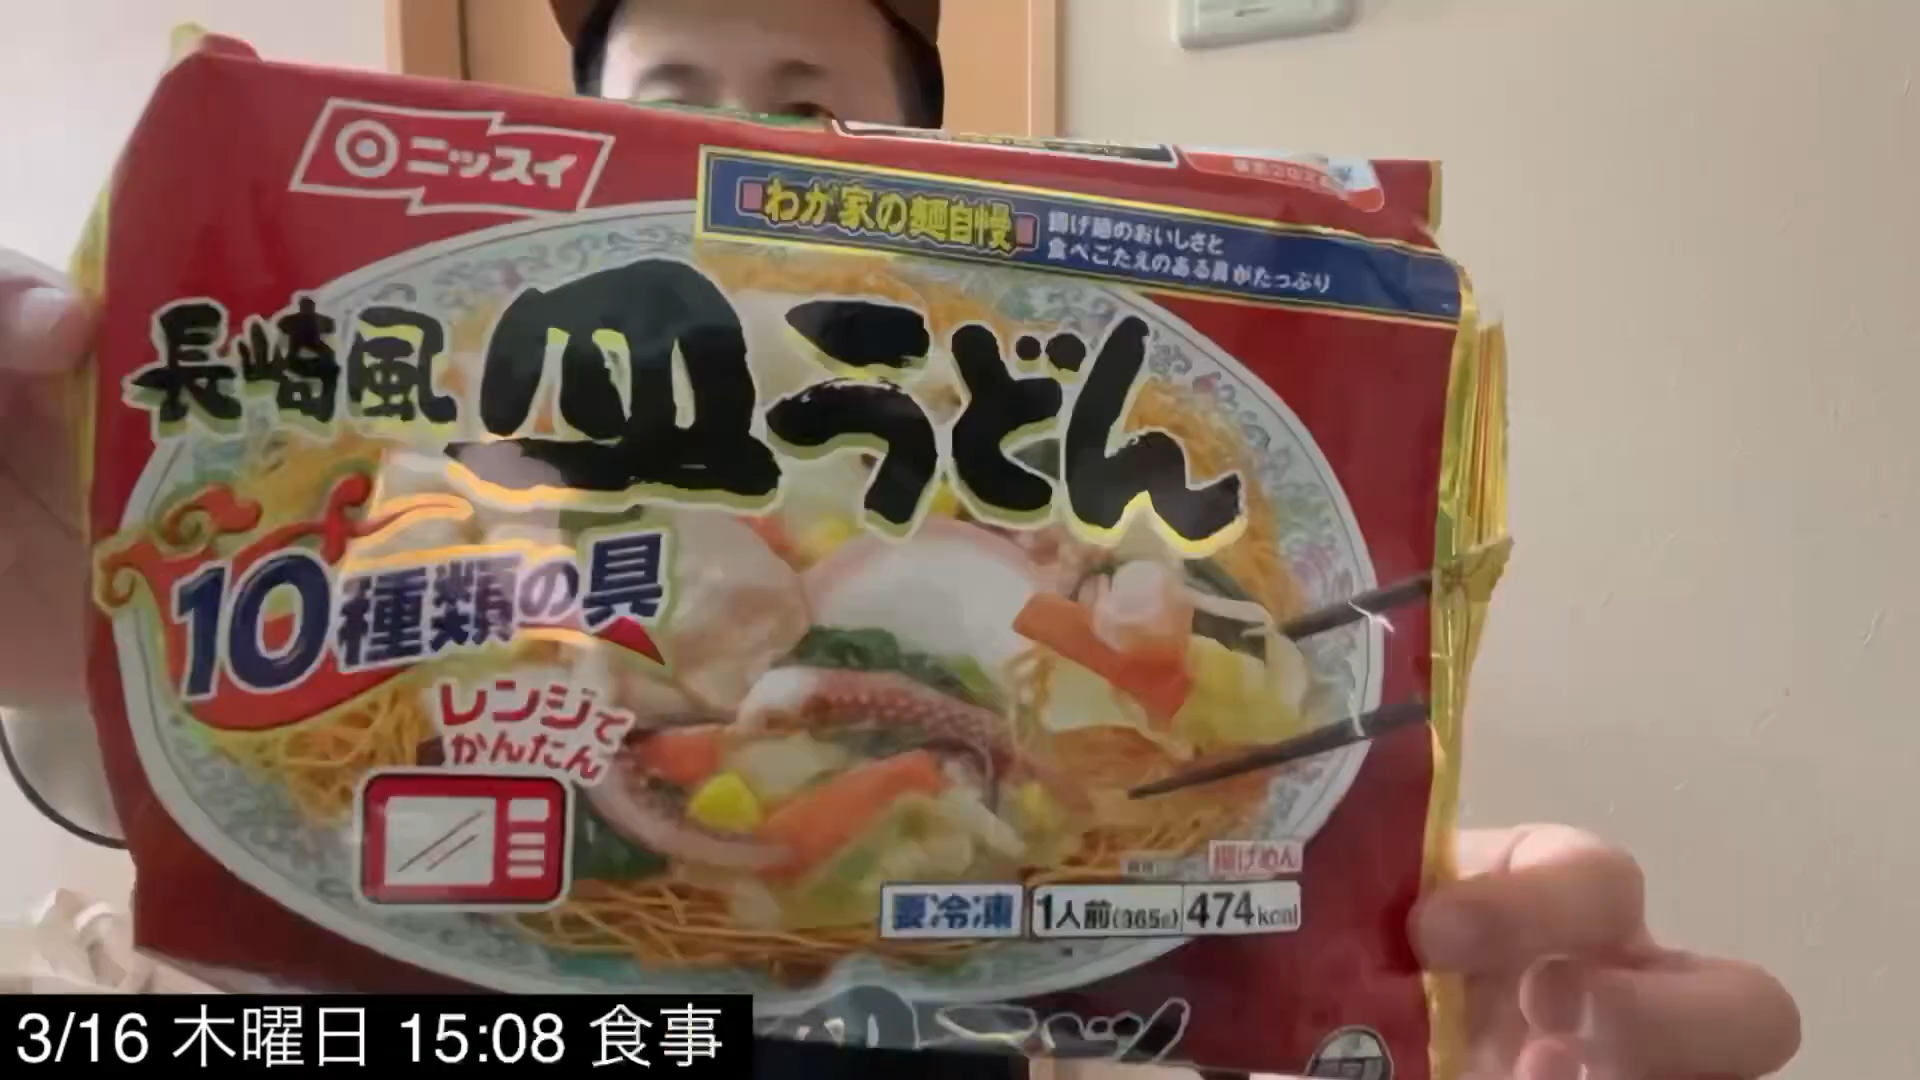 ニッスイ
わが家の麺自慢
揚げ麺のおいしさと
食べごたえのある具がたっぷり
長崎風 皿うどん
10種類の具
レンジで
かんたん
揚げめん
要冷凍 1人前(365g) 474kcal
皿うどん
3/16 木曜日 15:08 食事